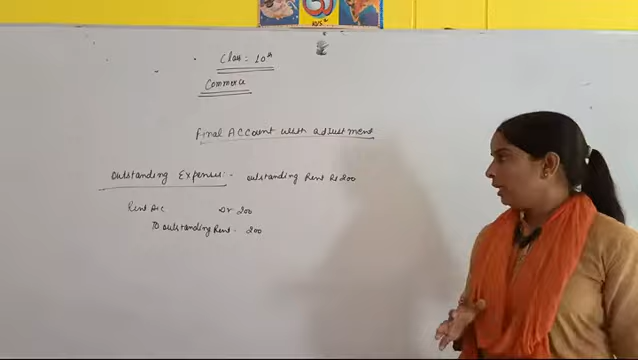 Class = 10th
Commerce
Final Account with adjustment
Outstanding Expenses:- Outstanding Rent Rs 200
Rent A/c Dr 200
To outstanding Rent - 200